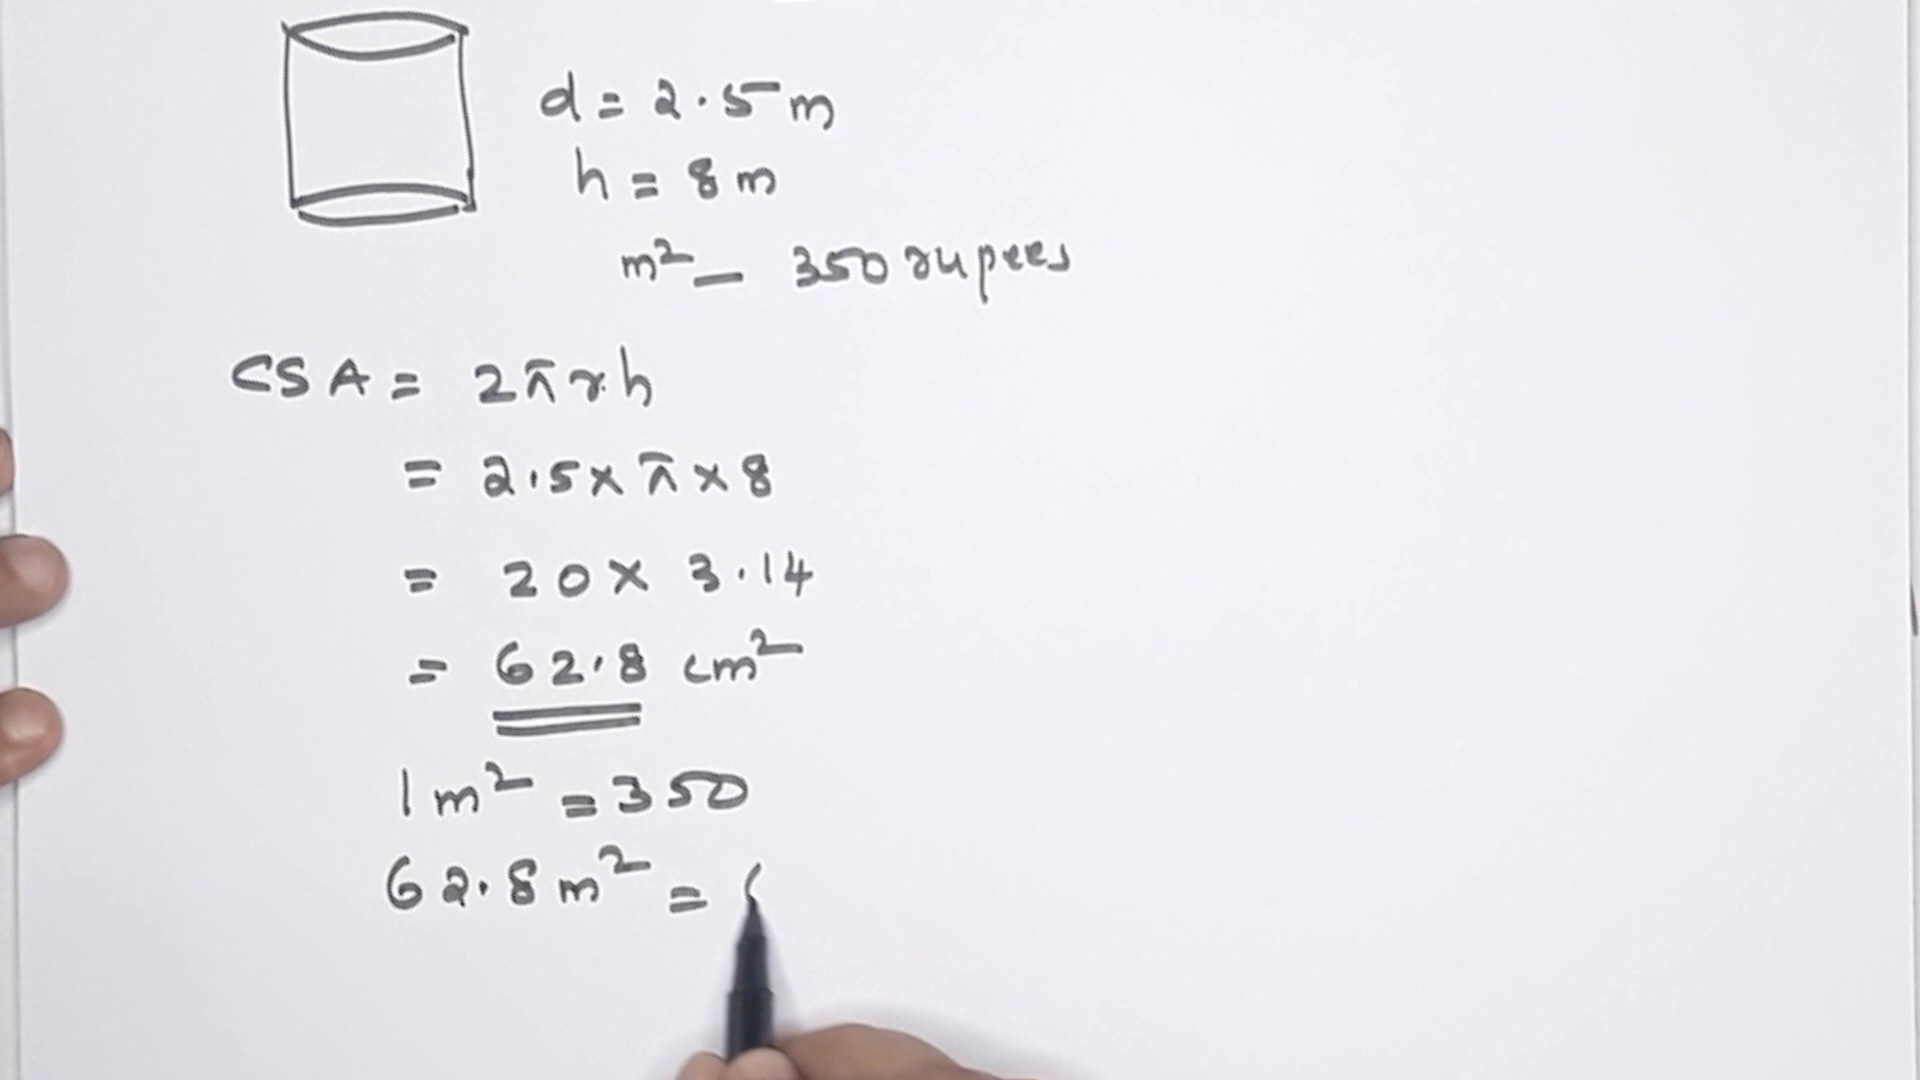 d = 2.5 m
h = 8 m
m² — 350 rupees
CSA = 2πrh
= 2.5 × π × 8
= 20 × 3.14
= 62.8 cm²
1 m² = 350
62.8 m² =